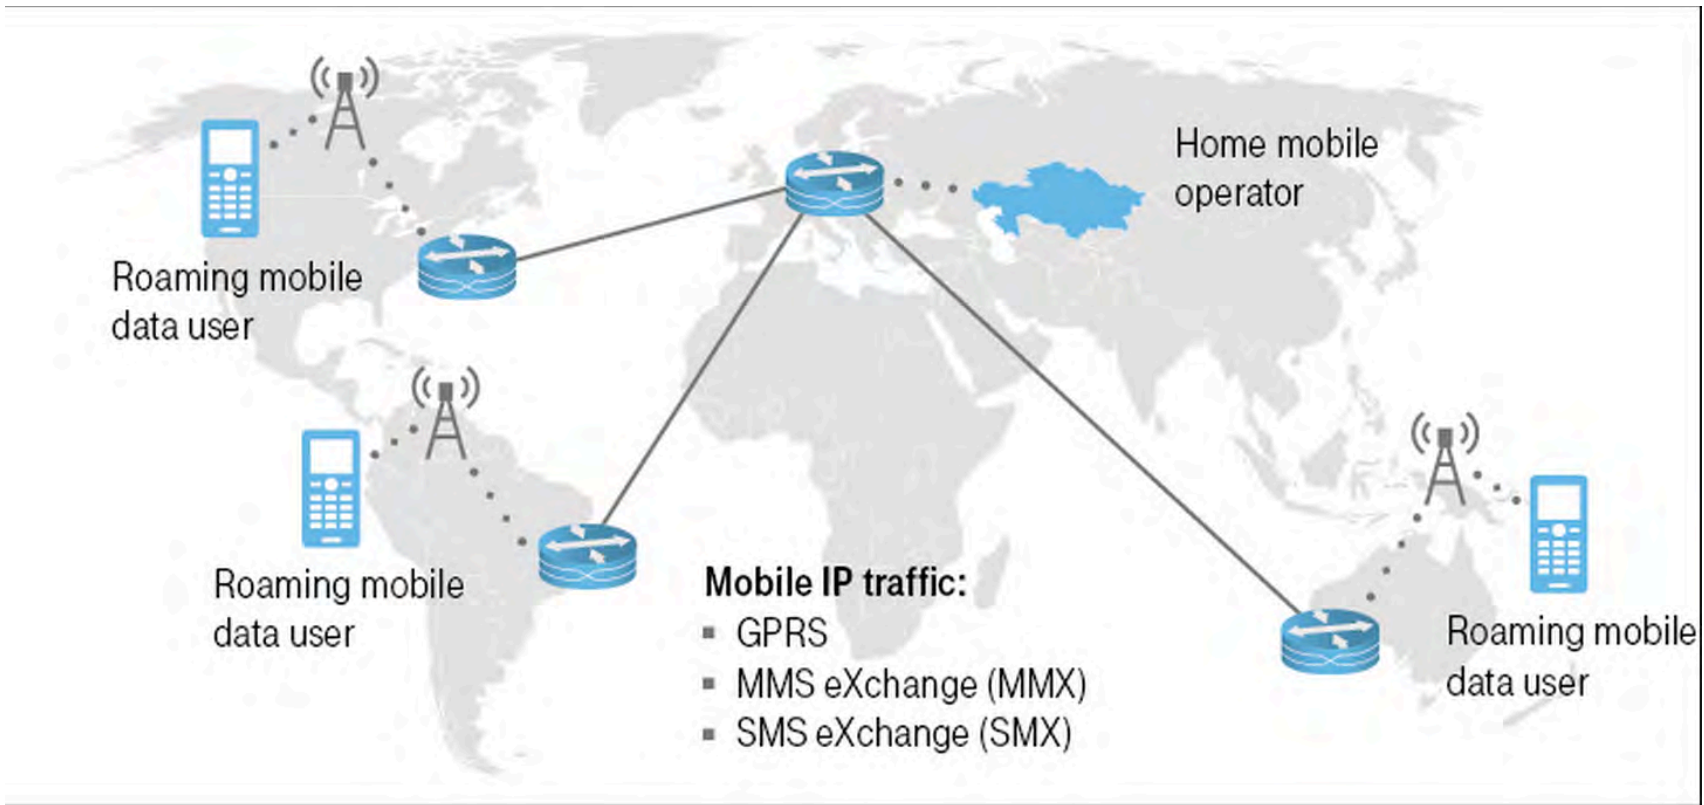 Home mobile
operator
Roaming mobile
data user
Roaming mobile
data user
Mobile IP traffic:
▪ GPRS
▪ MMS eXchange (MMX)
▪ SMS eXchange (SMX)
Roaming mobile
data user